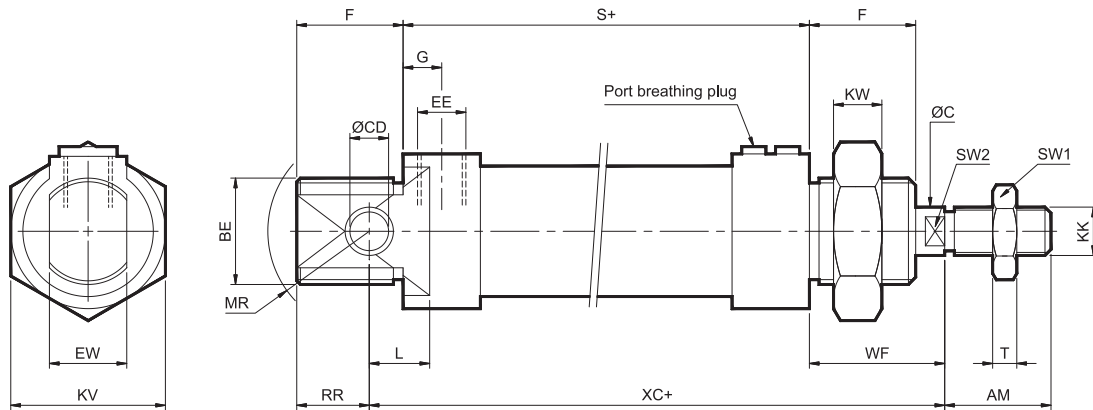 F
S+
F
G
EE
Port breathing plug
KW
ØCD
ØC
SW2
SW1
BE
KK
MR
EW
L
WF
T
KV
RR
XC+
AM